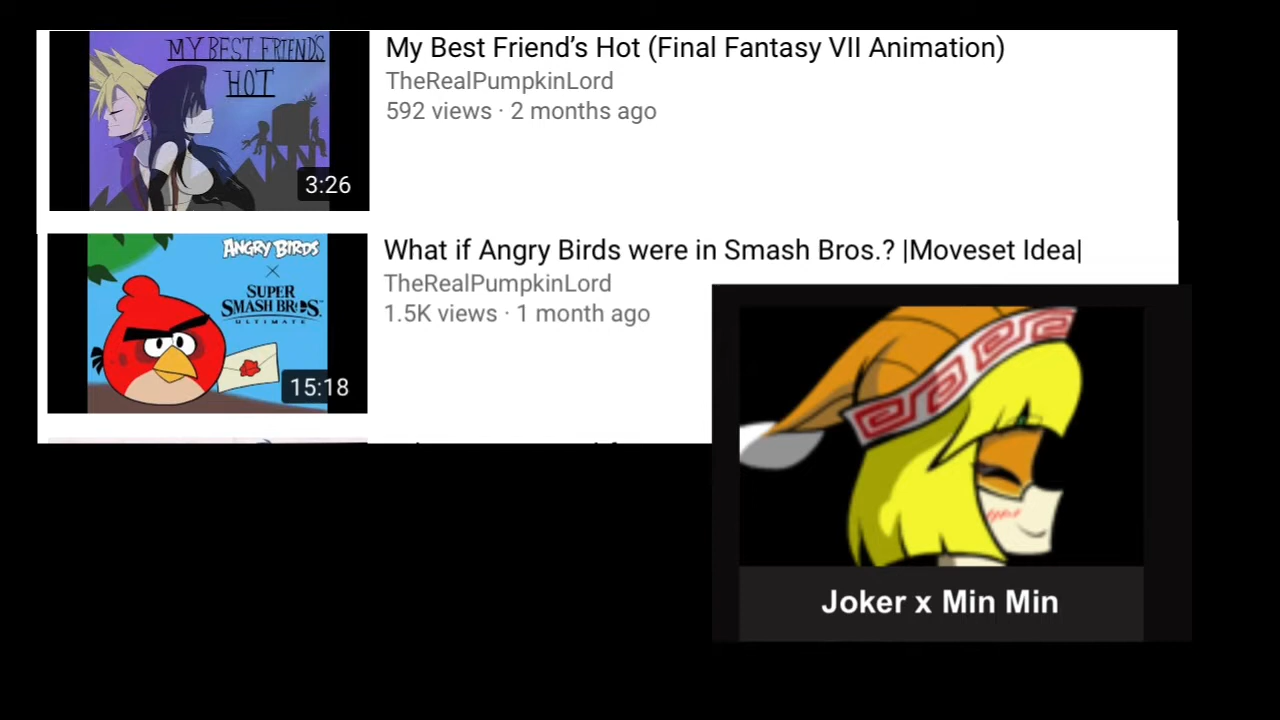 MY BEST FRIENDS
HOT
3:26
My Best Friend’s Hot (Final Fantasy VII Animation)
TheRealPumpkinLord
592 views · 2 months ago
ANGRY BIRDS
×
SUPER
SMASH BROS.™
ULTIMATE
15:18
What if Angry Birds were in Smash Bros.? |Moveset Idea|
TheRealPumpkinLord
1.5K views · 1 month ago
Joker x Min Min